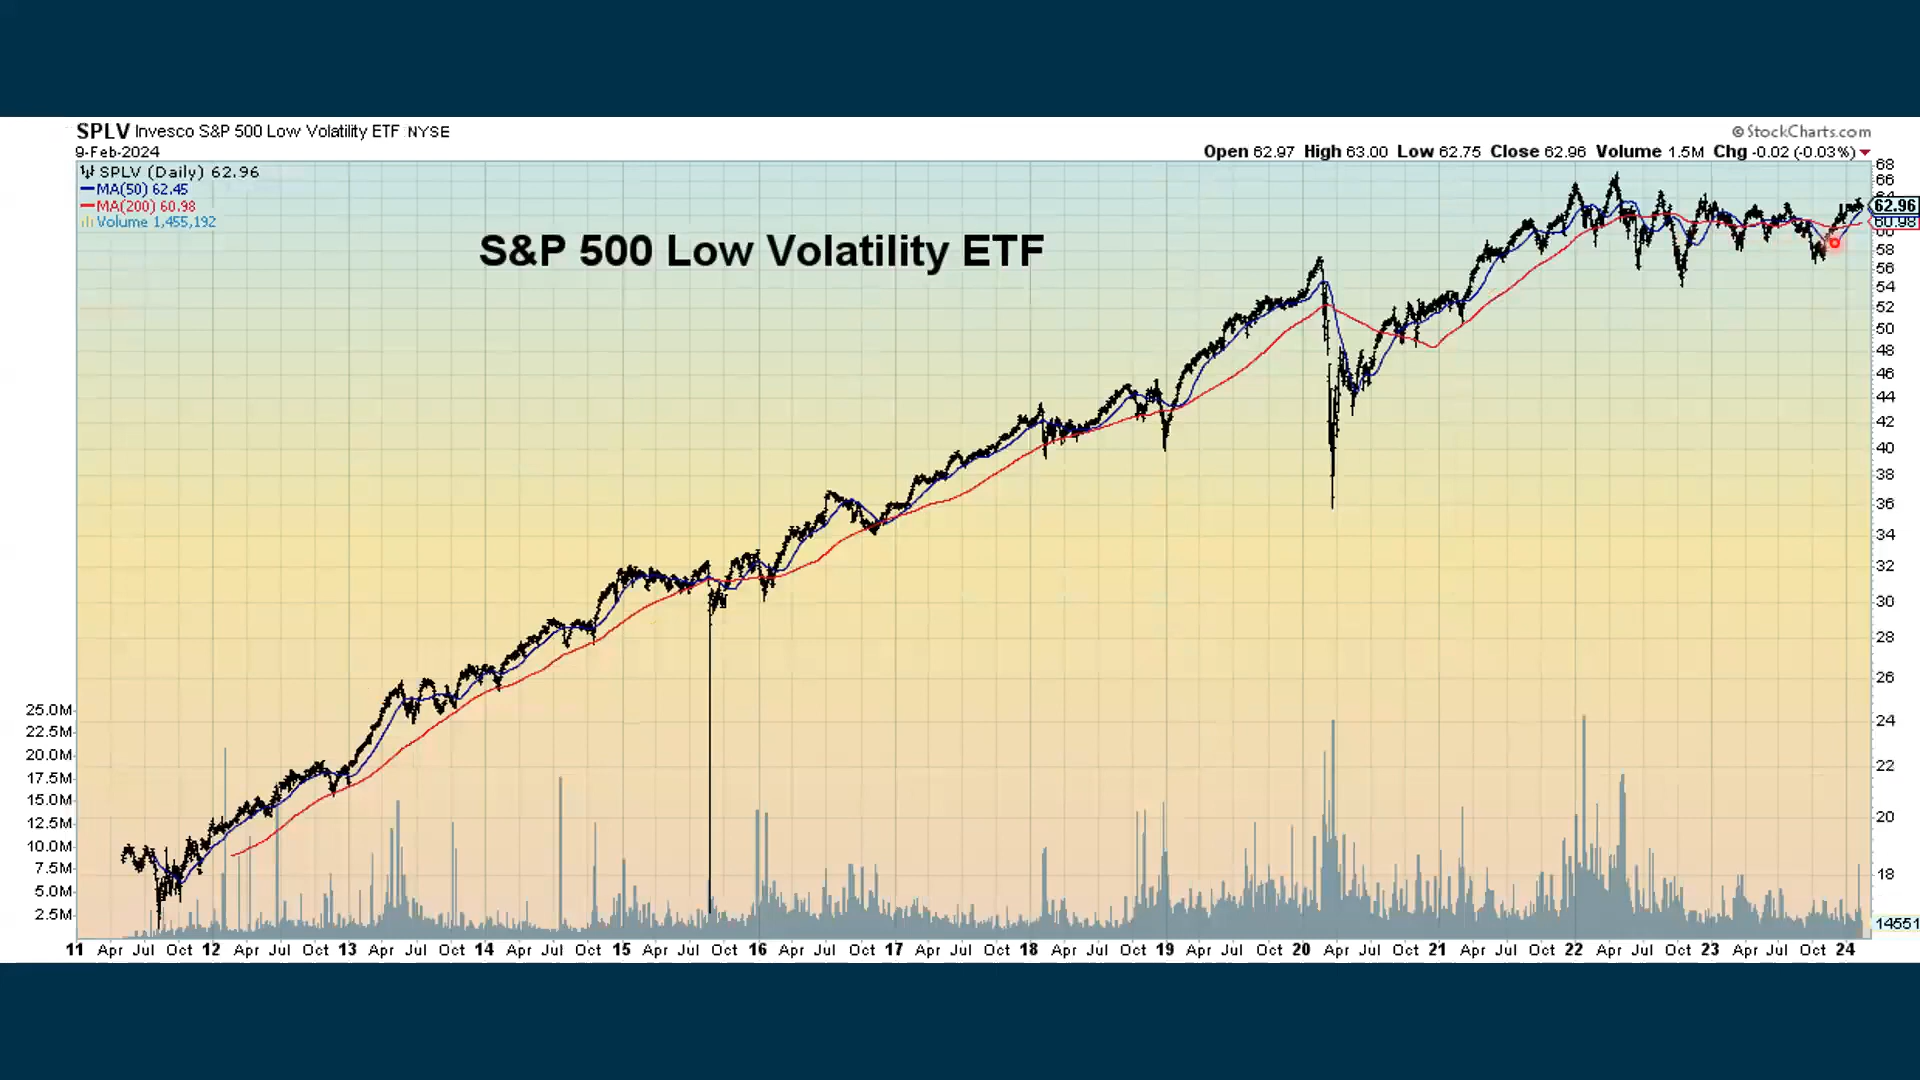 SPLV Invesco S&P 500 Low Volatility ETF NYSE
©StockCharts.com
9-Feb-2024
Open 62.97 High 63.00 Low 62.75 Close 62.96 Volume 1.5M Chg -0.02 (-0.03%)
SPLV (Daily) 62.96
MA(50) 62.45
MA(200) 60.98
Volume 1,455,192
S&P 500 Low Volatility ETF
68
66
64
62.96
60.98
60
58
56
54
52
50
48
46
44
42
40
38
36
34
32
30
28
26
24
22
20
18
14551
25.0M
22.5M
20.0M
17.5M
15.0M
12.5M
10.0M
7.5M
5.0M
2.5M
11 Apr Jul Oct 12 Apr Jul Oct 13 Apr Jul Oct 14 Apr Jul Oct 15 Apr Jul Oct 16 Apr Jul Oct 17 Apr Jul Oct 18 Apr Jul Oct 19 Apr Jul Oct 20 Apr Jul Oct 21 Apr Jul Oct 22 Apr Jul Oct 23 Apr Jul Oct 24